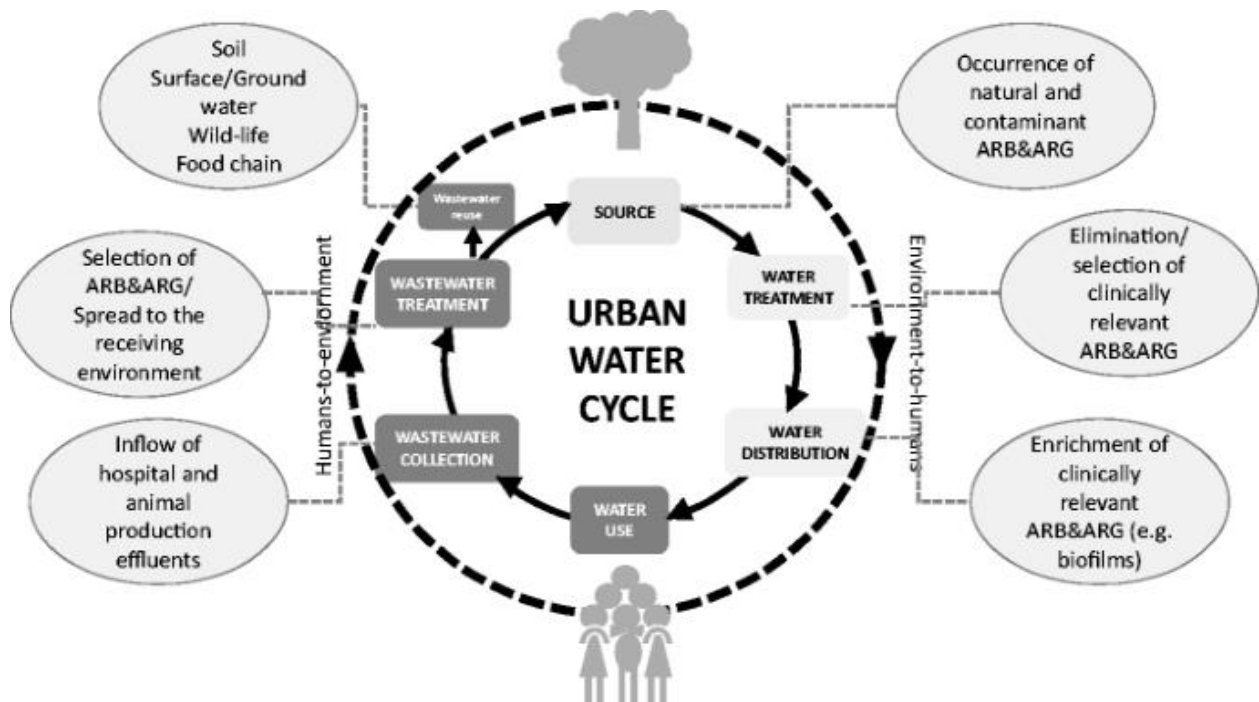 Soil
Surface/Ground
water
Wild-life
Food chain
Occurrence of
natural and
contaminant
ARB&ARG
Wastewater
reuse
SOURCE
Selection of
ARB&ARG/
Spread to the
receiving
environment
Humans-to-enviornment
WASTEWATER
TREATMENT
URBAN
WATER
CYCLE
WATER
TREATMENT
Environment-to-humans
Elimination/
selection of
clinically
relevant
ARB&ARG
Inflow of
hospital and
animal
production
effluents
WASTEWATER
COLLECTION
WATER
USE
WATER
DISTRIBUTION
Enrichment of
clinically
relevant
ARB&ARG (e.g.
biofilms)